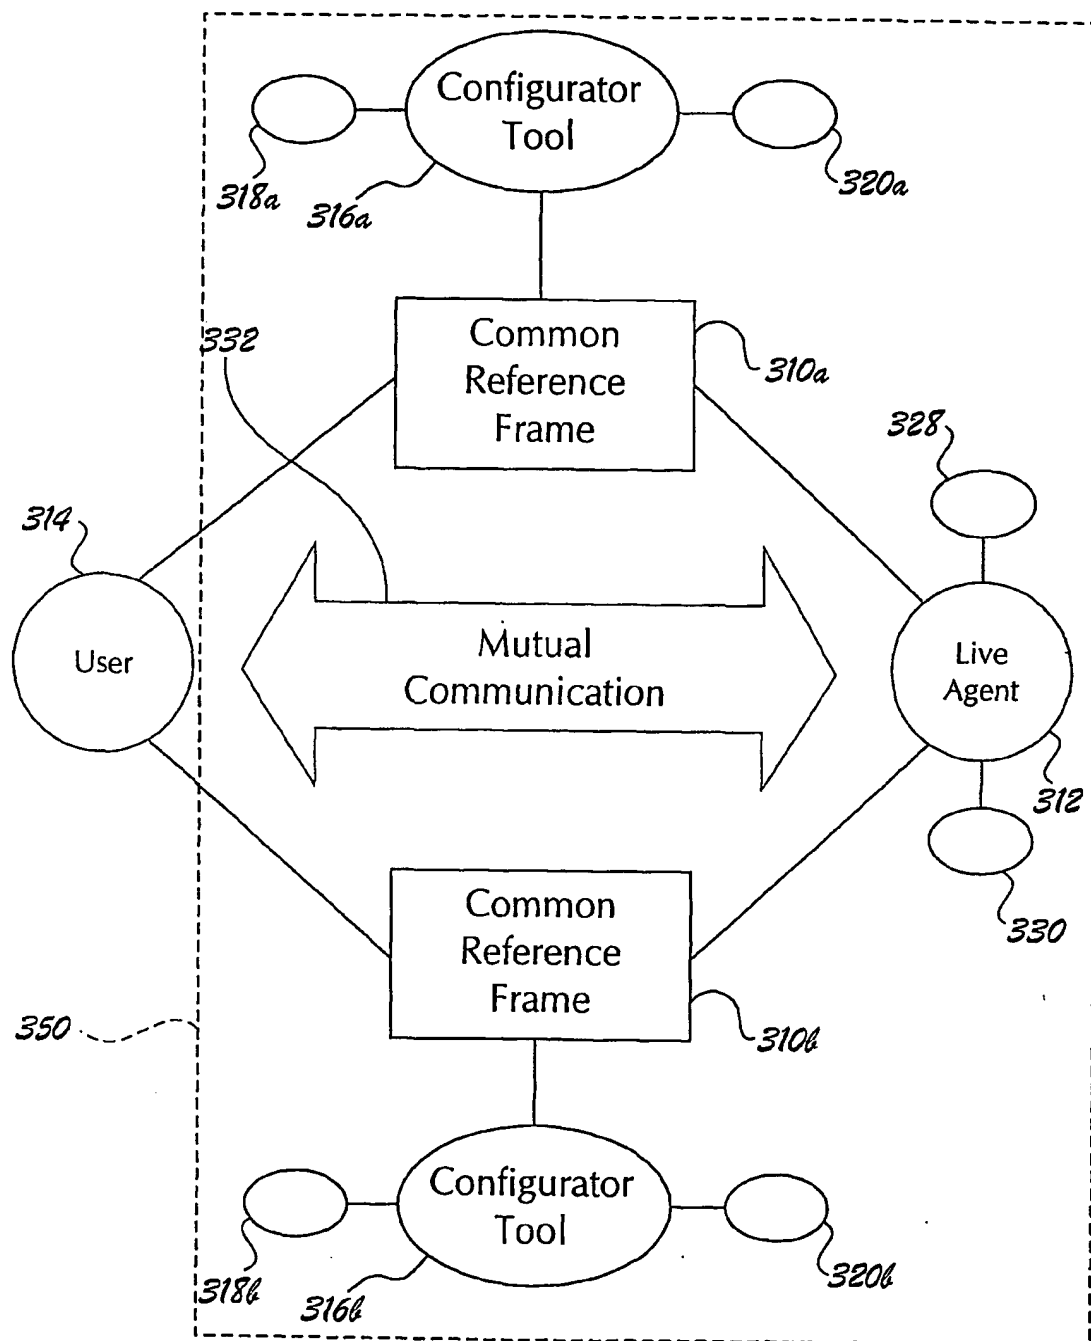 Configurator
Tool
318a
316a
320a
332
Common
Reference
Frame
310a
328
314
User
Mutual
Communication
Live
Agent
312
330
Common
Reference
Frame
350
310b
Configurator
Tool
318b
316b
320b